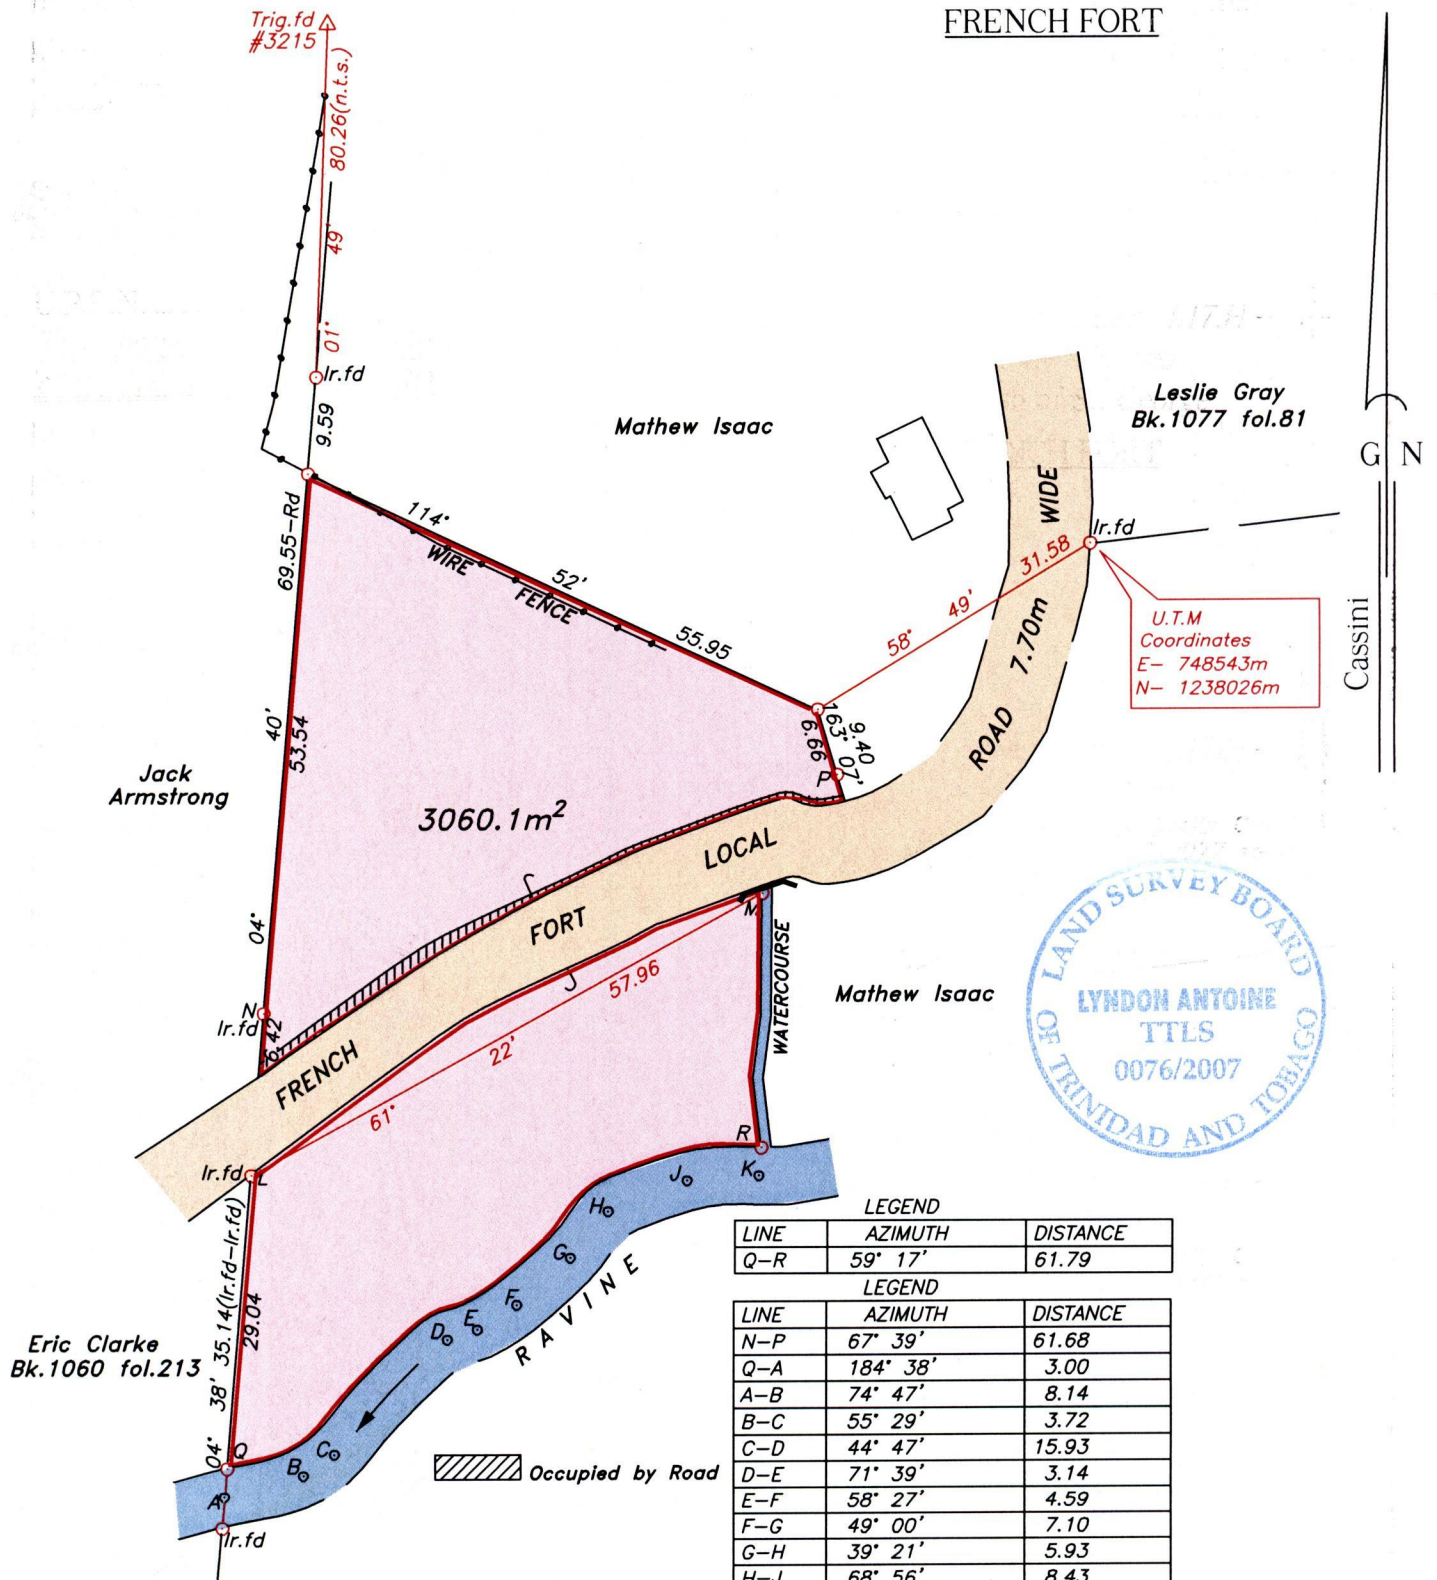 FRENCH FORT
Trig.fd
#3215
80.26(n.t.s.)
49'
01°
Ir.fd
9.59
Mathew Isaac
Leslie Gray
Bk.1077 fol.81
G N
Cassini
69.55-Rd
114°
52'
55.95
WIRE
FENCE
WIDE
Ir.fd
31.58
49'
58°
U.T.M
Coordinates
E- 748543m
N- 1238026m
7.70m
ROAD
163° 07'
9.40
6.66
P
40'
53.54
Jack
Armstrong
3060.1m²
LOCAL
04°
FORT
M
WATERCOURSE
57.96
22'
61°
Mathew Isaac
N
Ir.fd
6.42
FRENCH
LAND SURVEY BOARD
OF TRINIDAD AND TOBAGO
LYNDON ANTOINE
TTLS
0076/2007
R
K
J
H
G
F
E
D
C
B
A
Q
Ir.fd
L
35.14(Ir.fd-Ir.fd)
29.04
38'
04°
Eric Clarke
Bk.1060 fol.213
RAVINE
Ir.fd
Occupied by Road
LEGEND
LINE AZIMUTH DISTANCE
Q-R 59° 17' 61.79
LEGEND
LINE AZIMUTH DISTANCE
N-P 67° 39' 61.68
Q-A 184° 38' 3.00
A-B 74° 47' 8.14
B-C 55° 29' 3.72
C-D 44° 47' 15.93
D-E 71° 39' 3.14
E-F 58° 27' 4.59
F-G 49° 00' 7.10
G-H 39° 21' 5.93
H-J 68° 56' 8.43